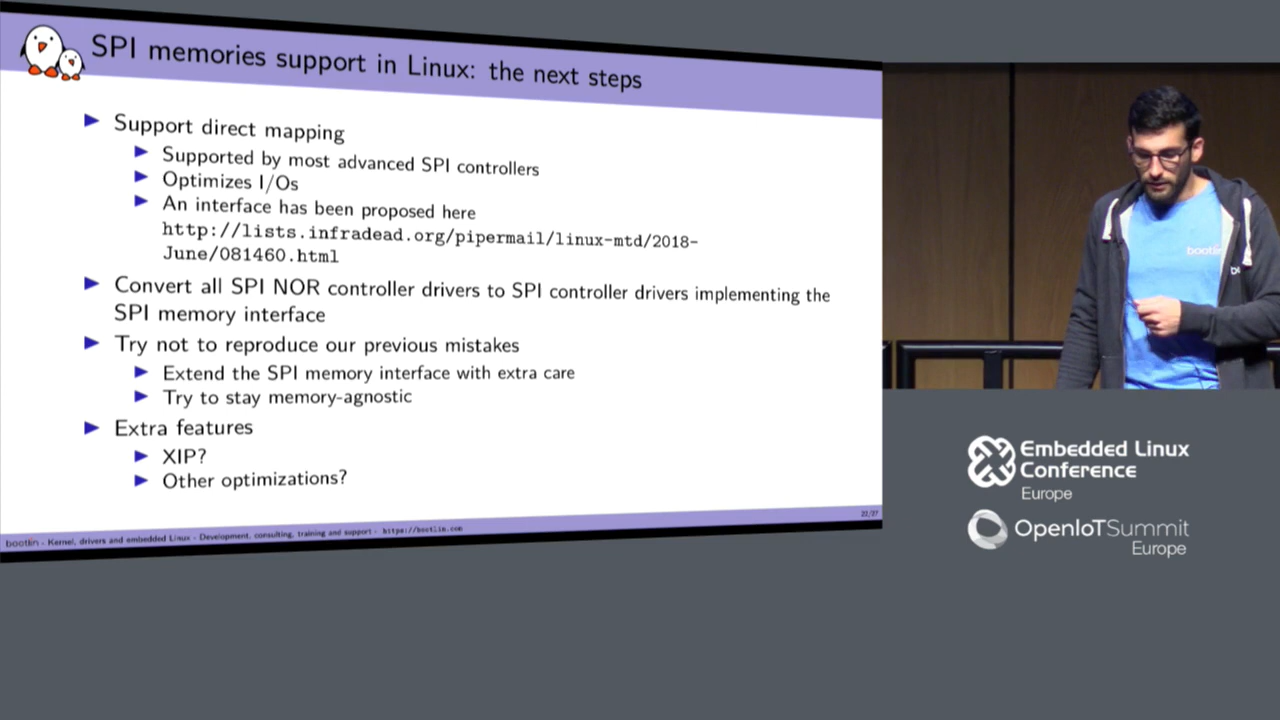 SPI memories support in Linux: the next steps
Support direct mapping
Supported by most advanced SPI controllers
Optimizes I/Os
An interface has been proposed here
http://lists.infradead.org/pipermail/linux-mtd/2018-
June/081460.html
Convert all SPI NOR controller drivers to SPI controller drivers implementing the
SPI memory interface
Try not to reproduce our previous mistakes
Extend the SPI memory interface with extra care
Try to stay memory-agnostic
Extra features
XIP?
Other optimizations?
bootlin - Kernel, drivers and embedded Linux - Development, consulting, training and support - https://bootlin.com
bootlin
Embedded Linux
Conference
Europe
OpenIoTSummit
Europe